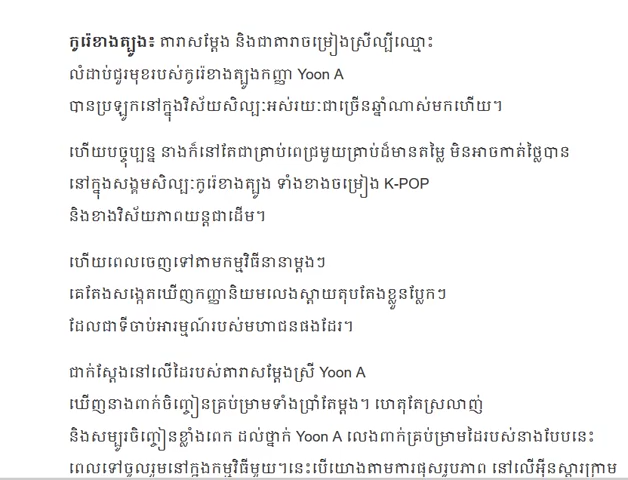 កូរ៉េខាងត្បូង៖ តារាសម្តែង និងជាតារាចម្រៀងស្រីល្បីឈ្មោះ
លំដាប់ជួរមុខរបស់កូរ៉េខាងត្បូងកញ្ញា Yoon A
បានប្រឡូកនៅក្នុងវិស័យសិល្បៈអស់រយៈជាច្រើនឆ្នាំណាស់មកហើយ។
ហើយបច្ចុប្បន្ន នាងក៏នៅតែជាគ្រាប់ពេជ្រមួយគ្រាប់ដ៏មានតម្លៃ មិនអាចកាត់ថ្លៃបាន
នៅក្នុងសង្គមសិល្បៈកូរ៉េខាងត្បូង ទាំងខាងចម្រៀង K-POP
និងខាងវិស័យភាពយន្តជាដើម។
ហើយពេលចេញទៅតាមកម្មវិធីនានាម្តងៗ
គេតែងសង្កេតឃើញកញ្ញានិយមលេងស្តាយតុបតែងខ្លួនប្លែកៗ
ដែលជាទីចាប់អារម្មណ៍របស់មហាជនផងដែរ។
ជាក់ស្តែងនៅលើដៃរបស់តារាសម្តែងស្រី Yoon A
ឃើញនាងពាក់ចិញ្ចៀនគ្រប់ម្រាមទាំងប្រាំតែម្តង។ ហេតុតែស្រលាញ់
និងសម្បូរចិញ្ចៀនខ្លាំងពេក ដល់ថ្នាក់ Yoon A លេងពាក់គ្រប់ម្រាមដៃរបស់នាងបែបនេះ
ពេលទៅចូលរួមនៅក្នុងកម្មវិធីមួយ។នេះបើយោងតាមការផុសរូបភាព នៅលើអ៊ីនស្តាក្រាម